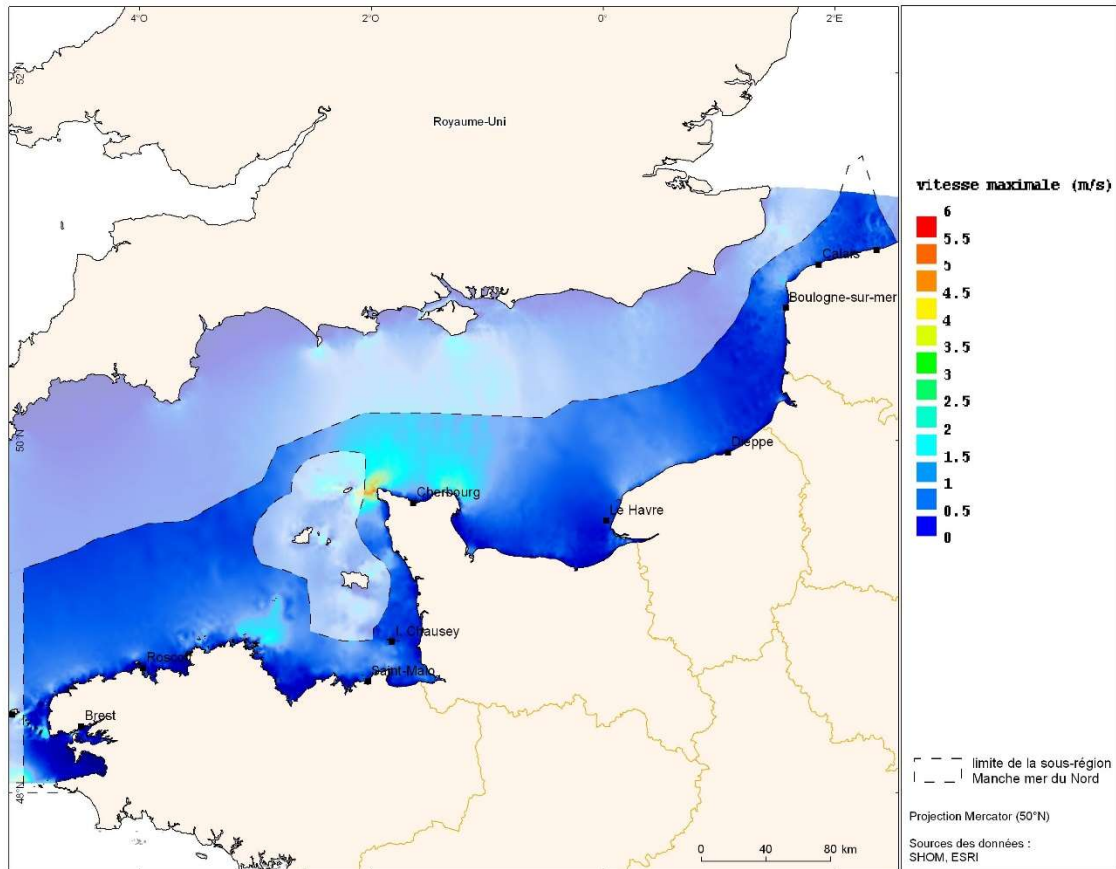 4°O
2°O
0°
2°E
52°N
50°N
48°N
Royaume-Uni
Calais
Boulogne-sur-mer
Dieppe
Cherbourg
Le Havre
I. Chausey
Saint-Malo
Roscoff
Brest
0 40 80 km
vitesse maximale (m/s)
6
5.5
5
4.5
4
3.5
3
2.5
2
1.5
1
0.5
0
limite de la sous-région
Manche mer du Nord
Projection Mercator (50°N)
Sources des données :
SHOM, ESRI